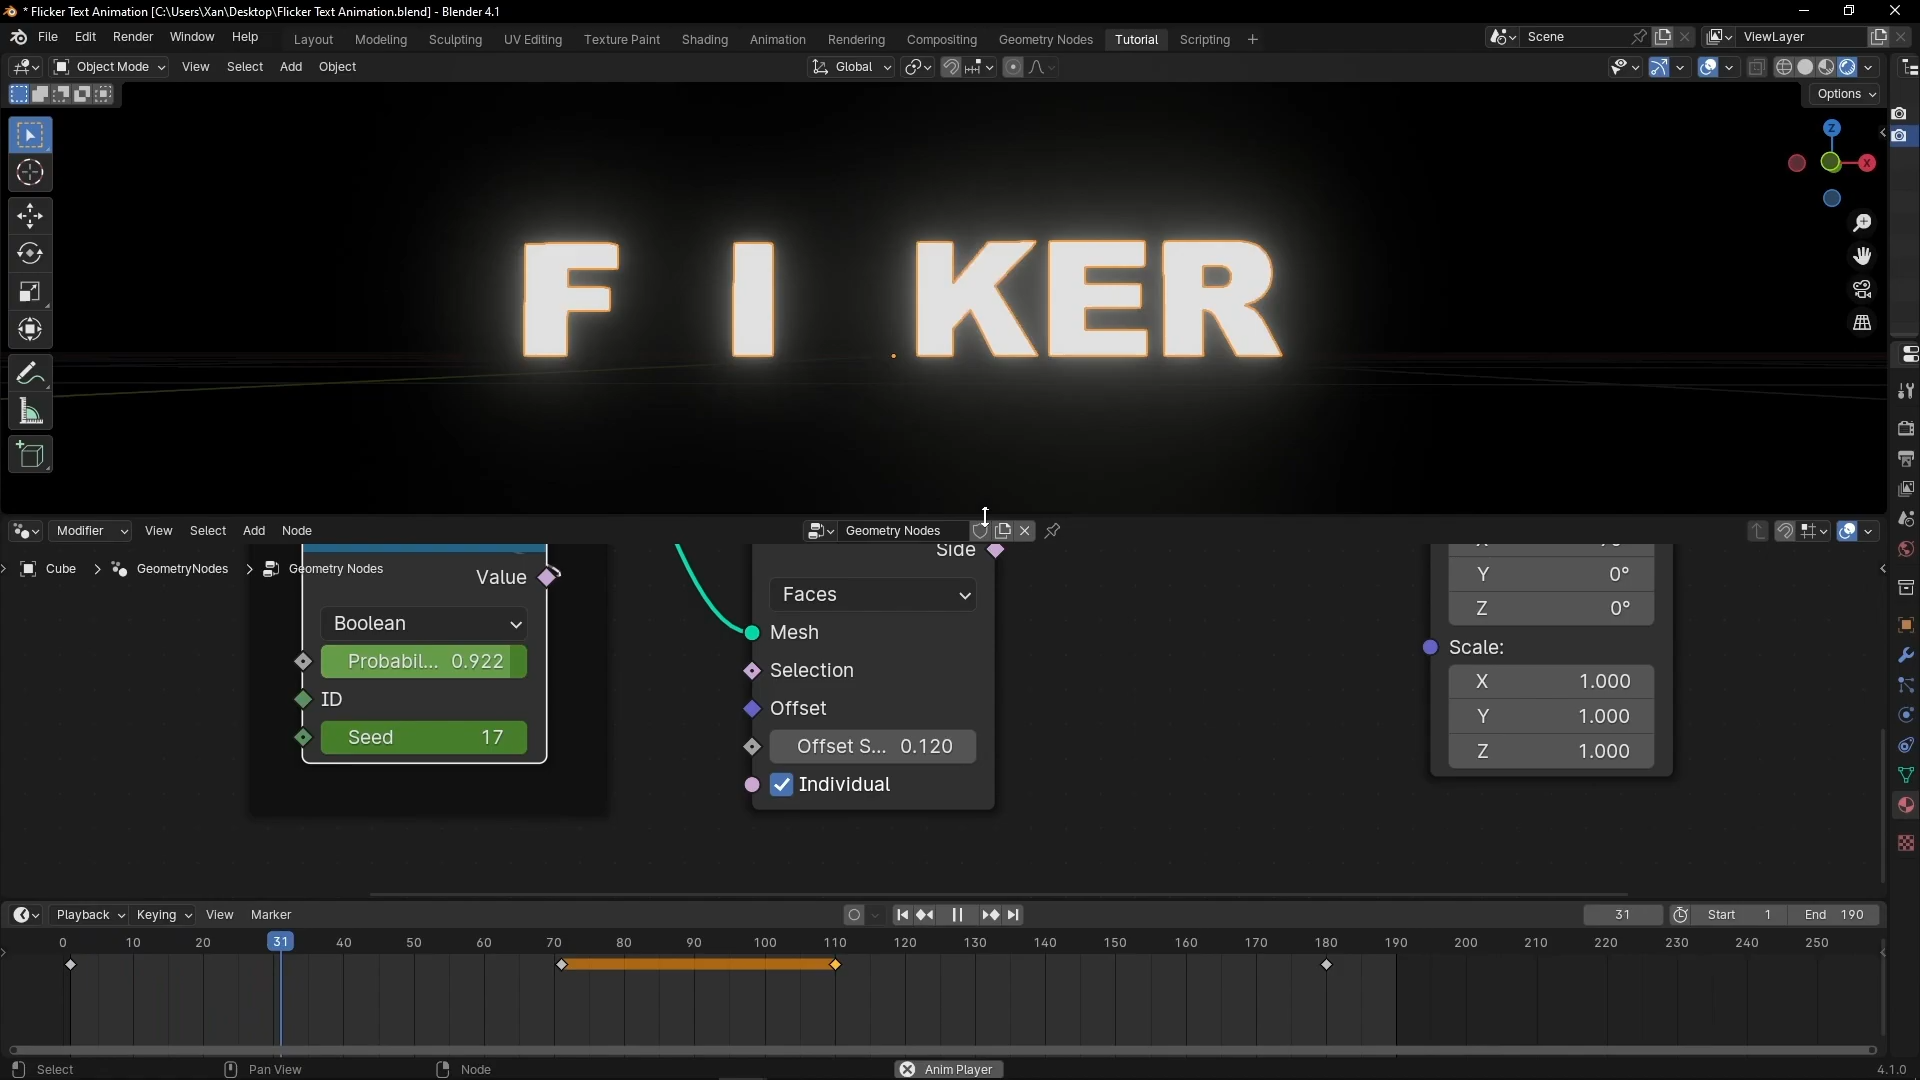 * Flicker Text Animation [C:\Users\Xan\Desktop\Flicker Text Animation.blend] - Blender 4.1
File Edit Render Window Help Layout Modeling Sculpting UV Editing Texture Paint Shading Animation Rendering Compositing Geometry Nodes Tutorial Scripting + Scene ViewLayer
Object Mode View Select Add Object Global
Options
Z
X
F I KER
Modifier View Select Add Node Geometry Nodes
Side
Cube > GeometryNodes > Geometry Nodes
Value
Boolean
Probabil... 0.922
ID
Seed 17
Faces
Mesh
Selection
Offset
Offset S... 0.120
Individual
Y 0°
Z 0°
Scale:
X 1.000
Y 1.000
Z 1.000
Playback Keying View Marker 31 Start 1 End 190
0 10 20 31 40 50 60 70 80 90 100 110 120 130 140 150 160 170 180 190 200 210 220 230 240 250
Select Pan View Node Anim Player 4.1.0